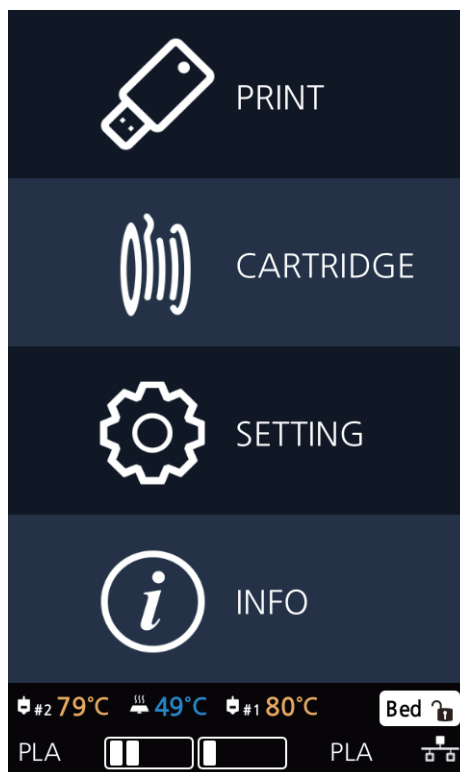 PRINT
CARTRIDGE
SETTING
INFO
#2 79°C 49°C #1 80°C Bed
PLA PLA